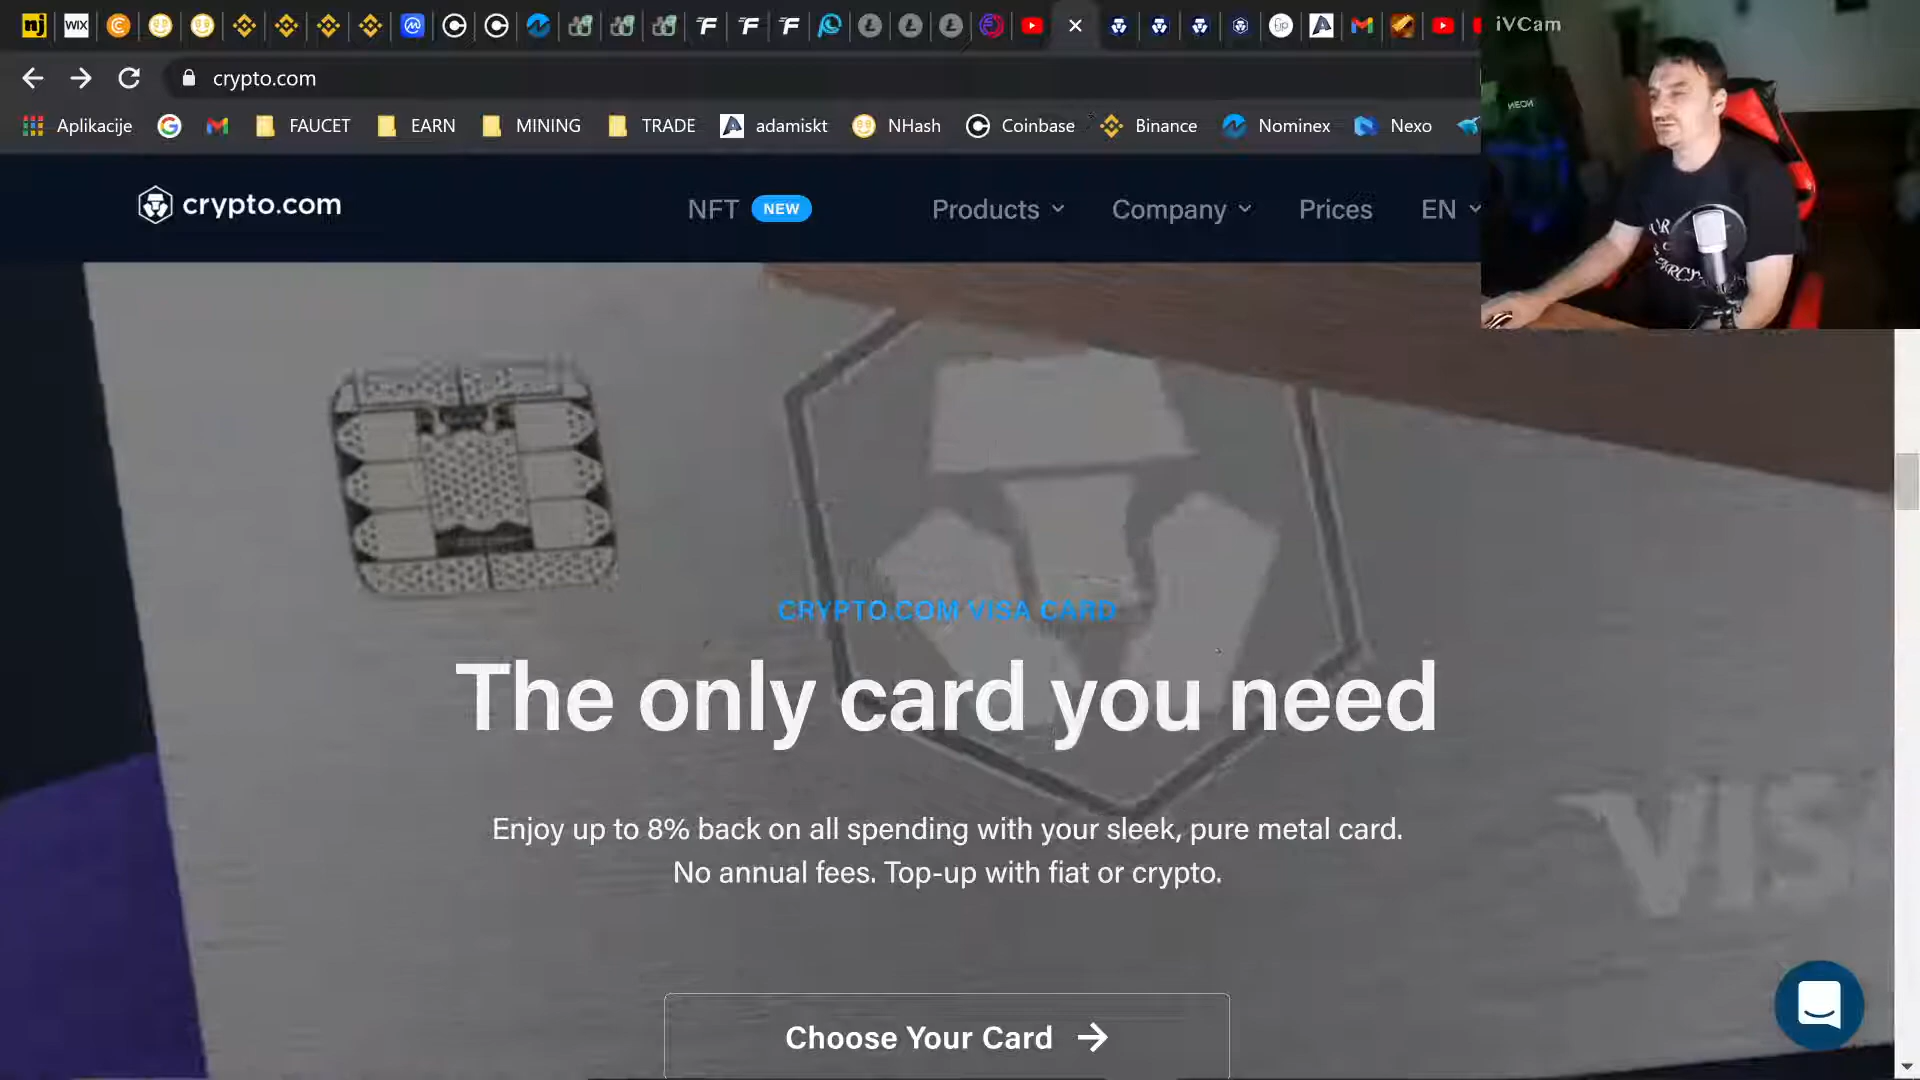 nj WIX
iVCam
crypto.com
Aplikacije FAUCET EARN MINING TRADE adamiskt NHash Coinbase Binance Nominex Nexo
crypto.com
NFT NEW Products Company Prices EN
CRYPTO.COM VISA CARD
The only card you need
Enjoy up to 8% back on all spending with your sleek, pure metal card.
No annual fees. Top-up with fiat or crypto.
VISA
Choose Your Card →